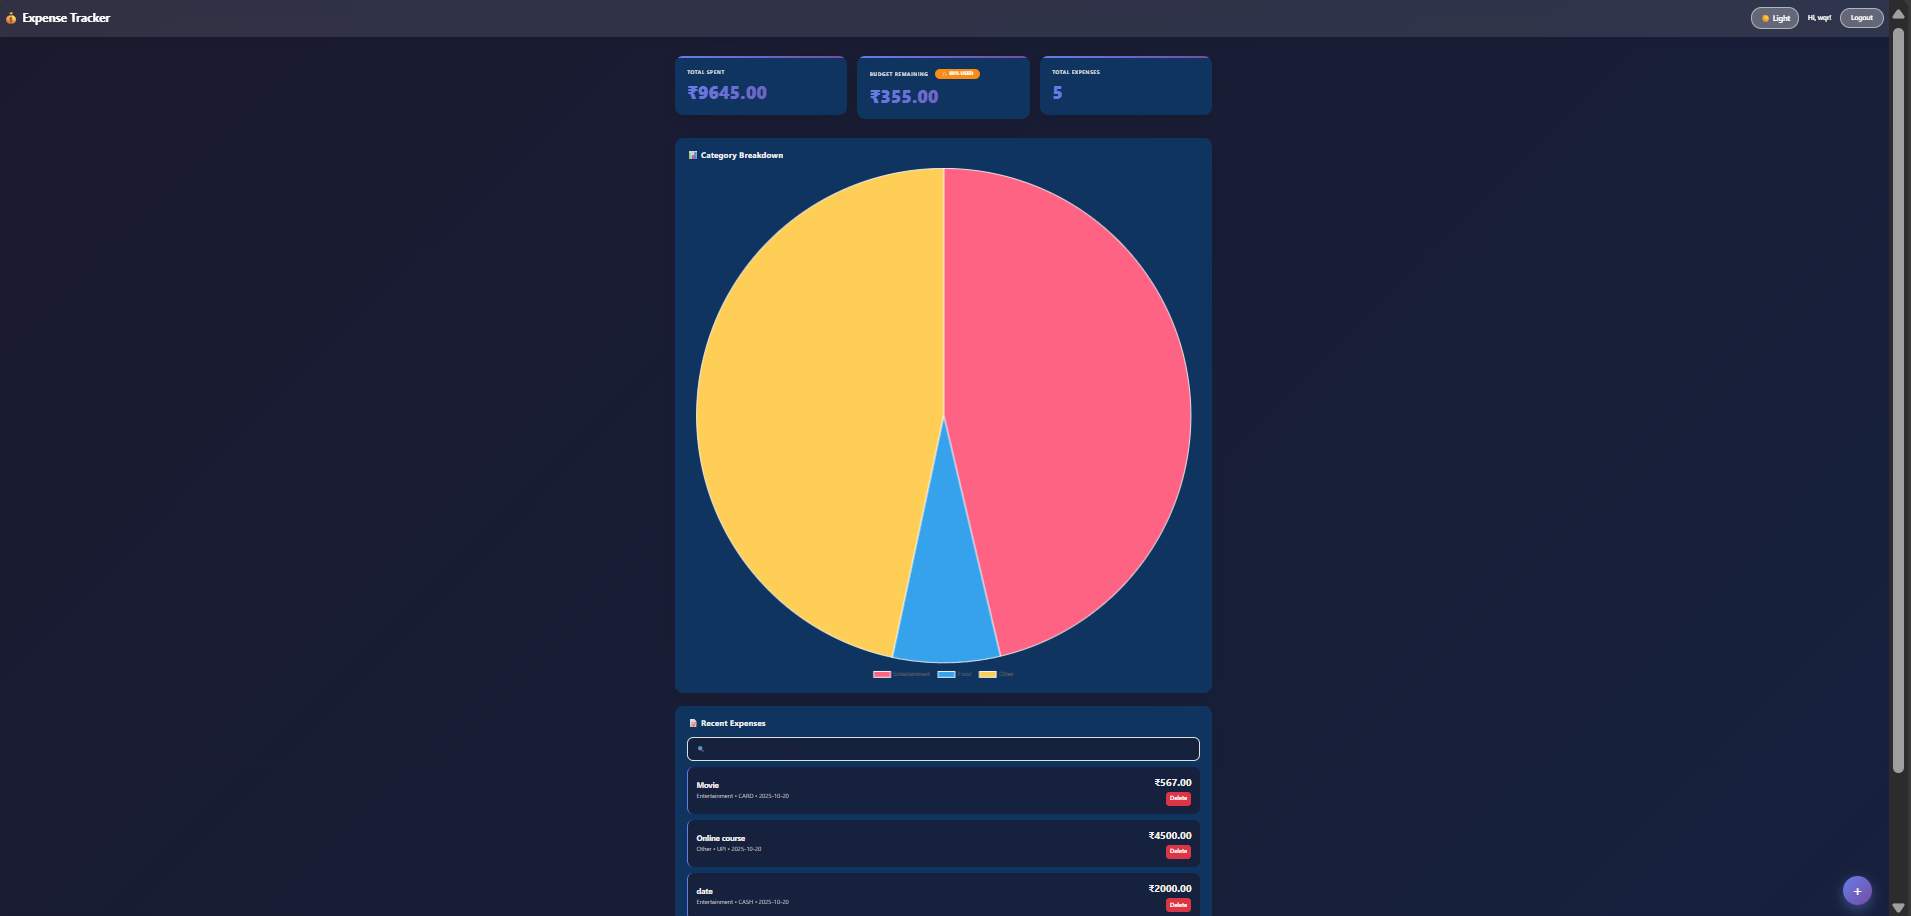 💰 Expense Tracker
🌞 Light
Hi, wqr!
Logout
TOTAL SPENT
₹9645.00
BUDGET REMAINING
₹355.00
TOTAL EXPENSES
5
📊 Category Breakdown
Entertainment Food Other
📝 Recent Expenses
🔍
Movie
Entertainment • CARD • 2025-10-20
₹567.00
Delete
Online course
Other • UPI • 2025-10-20
₹4500.00
Delete
date
Entertainment • CASH • 2025-10-20
₹2000.00
Delete
+